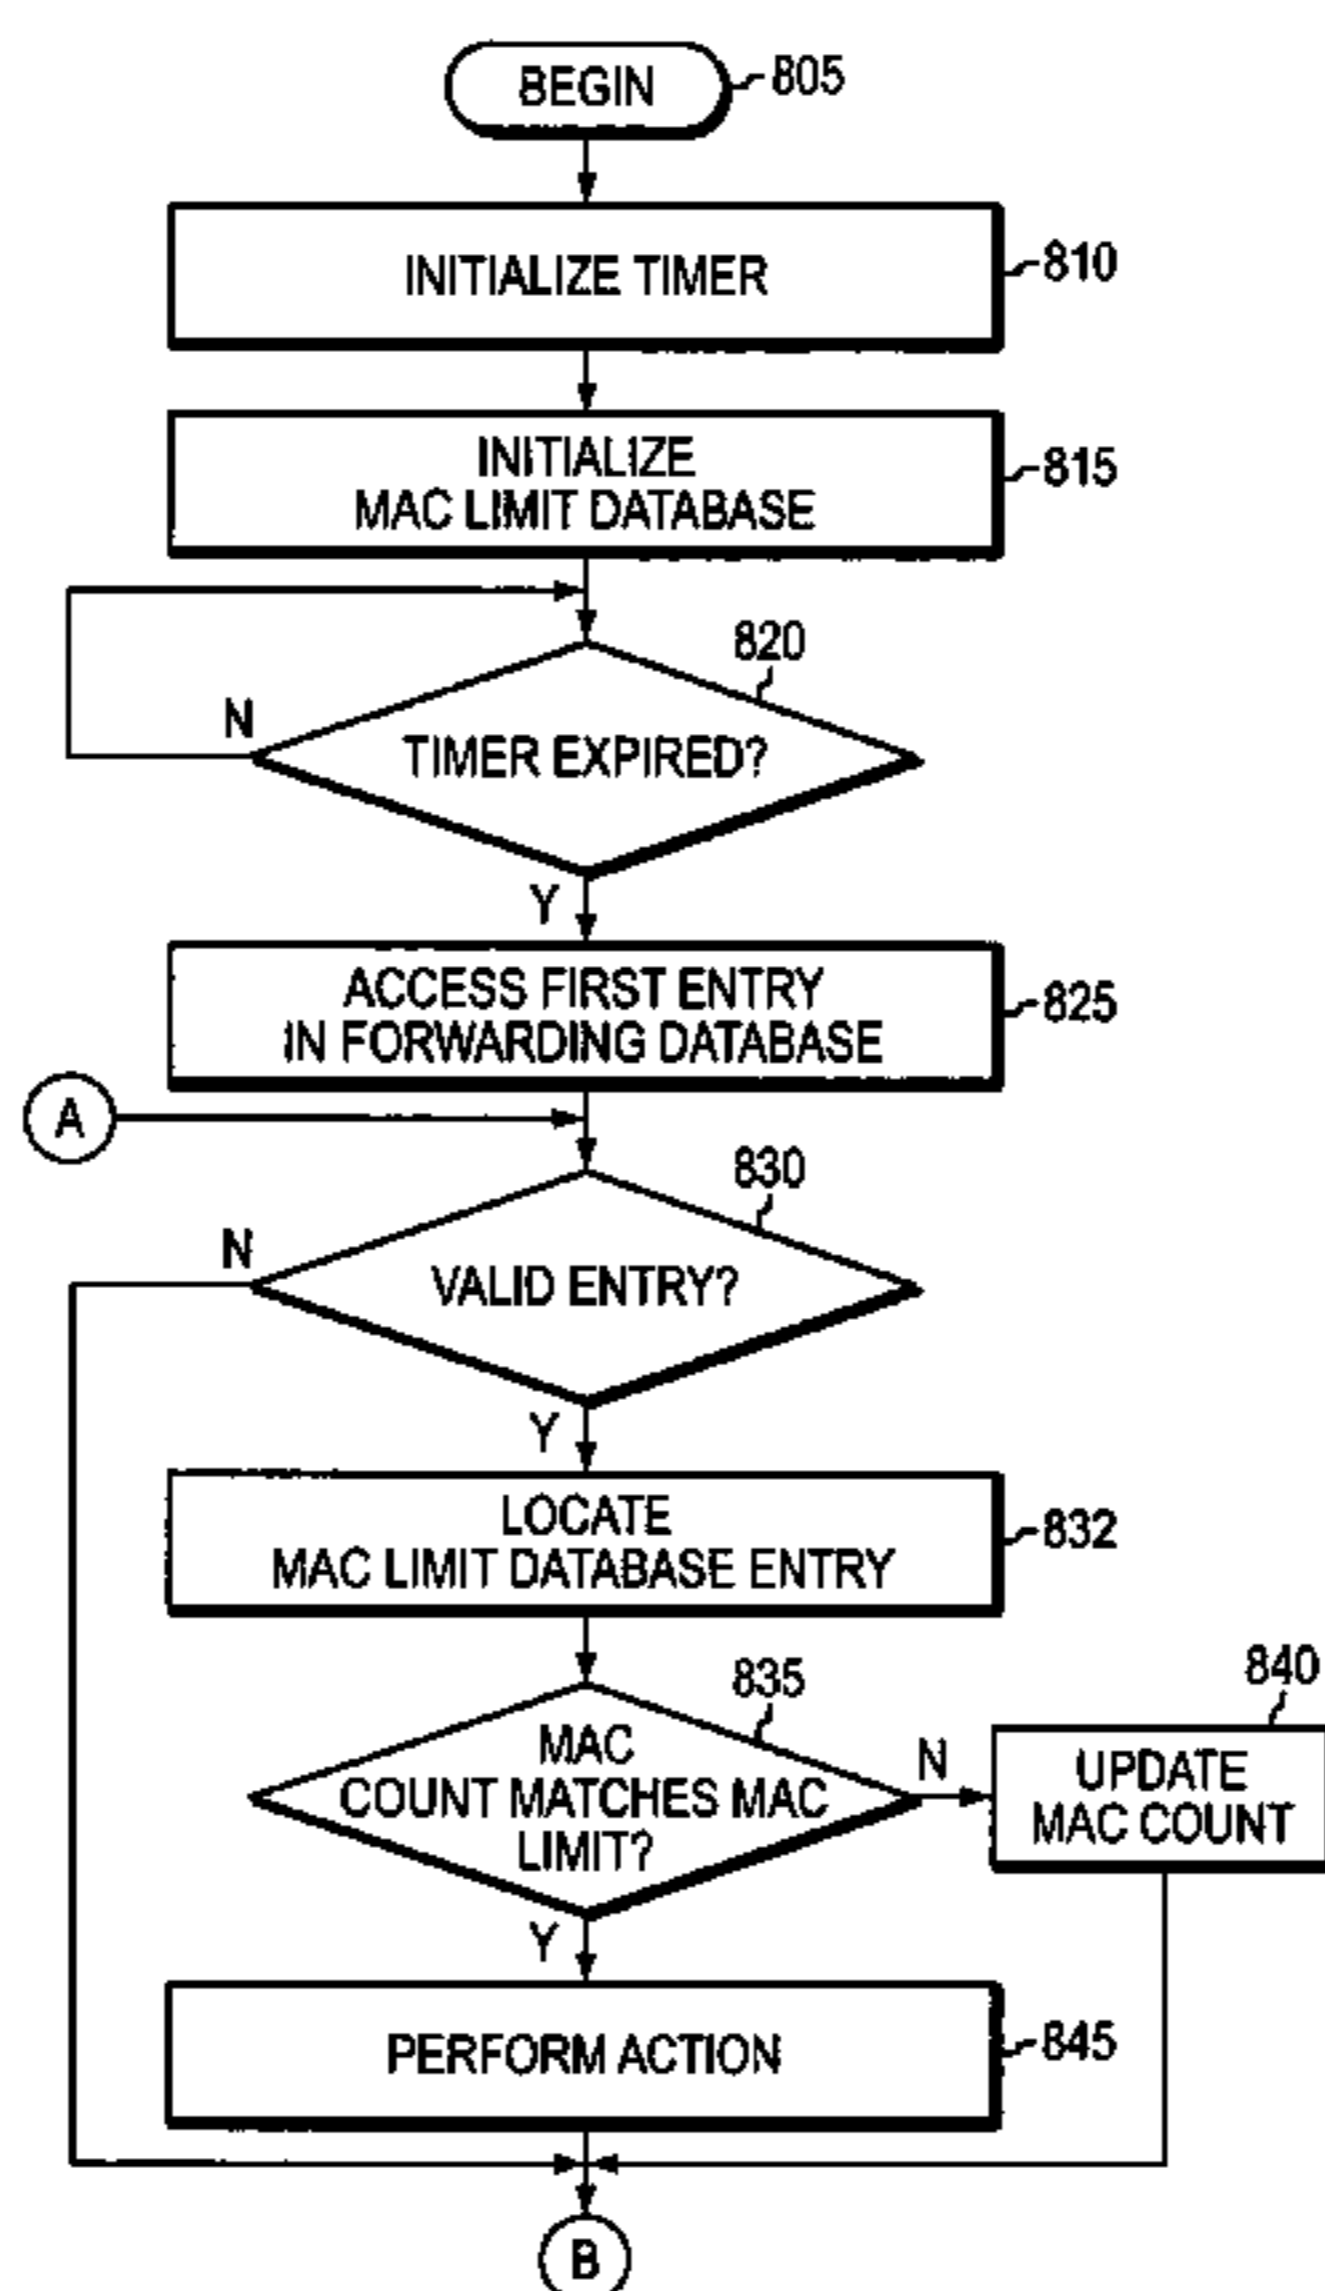 BEGIN
805
INITIALIZE TIMER
810
INITIALIZE
MAC LIMIT DATABASE
815
820
N
TIMER EXPIRED?
Y
ACCESS FIRST ENTRY
IN FORWARDING DATABASE
825
A
830
N
VALID ENTRY?
Y
LOCATE
MAC LIMIT DATABASE ENTRY
832
835
840
MAC
COUNT MATCHES MAC
LIMIT?
N
UPDATE
MAC COUNT
Y
PERFORM ACTION
845
B